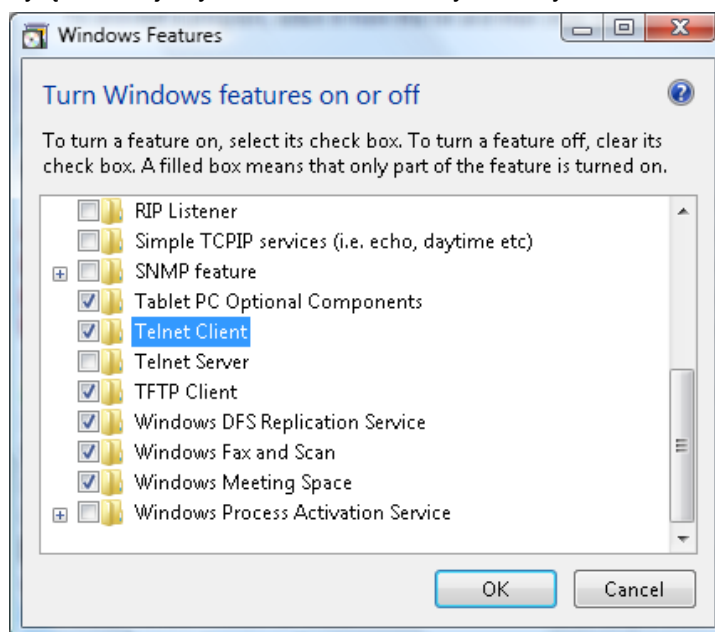 Windows Features
Turn Windows features on or off
To turn a feature on, select its check box. To turn a feature off, clear its
check box. A filled box means that only part of the feature is turned on.
RIP Listener
Simple TCPIP services (i.e. echo, daytime etc)
SNMP feature
Tablet PC Optional Components
Telnet Client
Telnet Server
TFTP Client
Windows DFS Replication Service
Windows Fax and Scan
Windows Meeting Space
Windows Process Activation Service
OK Cancel